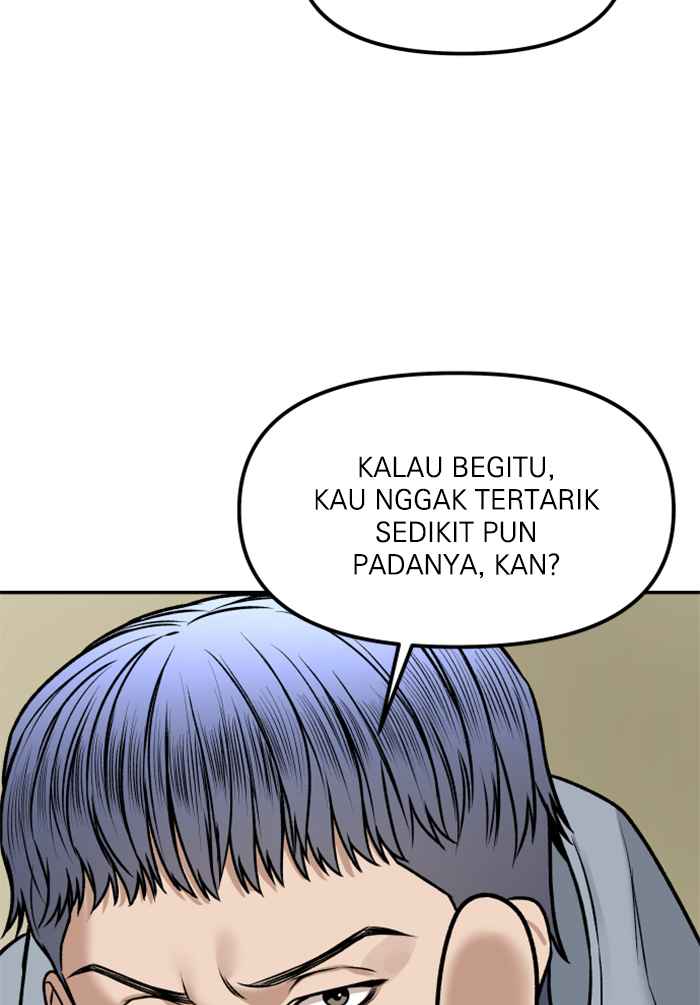 KALAU BEGITU,
KAU NGGAK TERTARIK
SEDIKIT PUN
PADANYA, KAN?